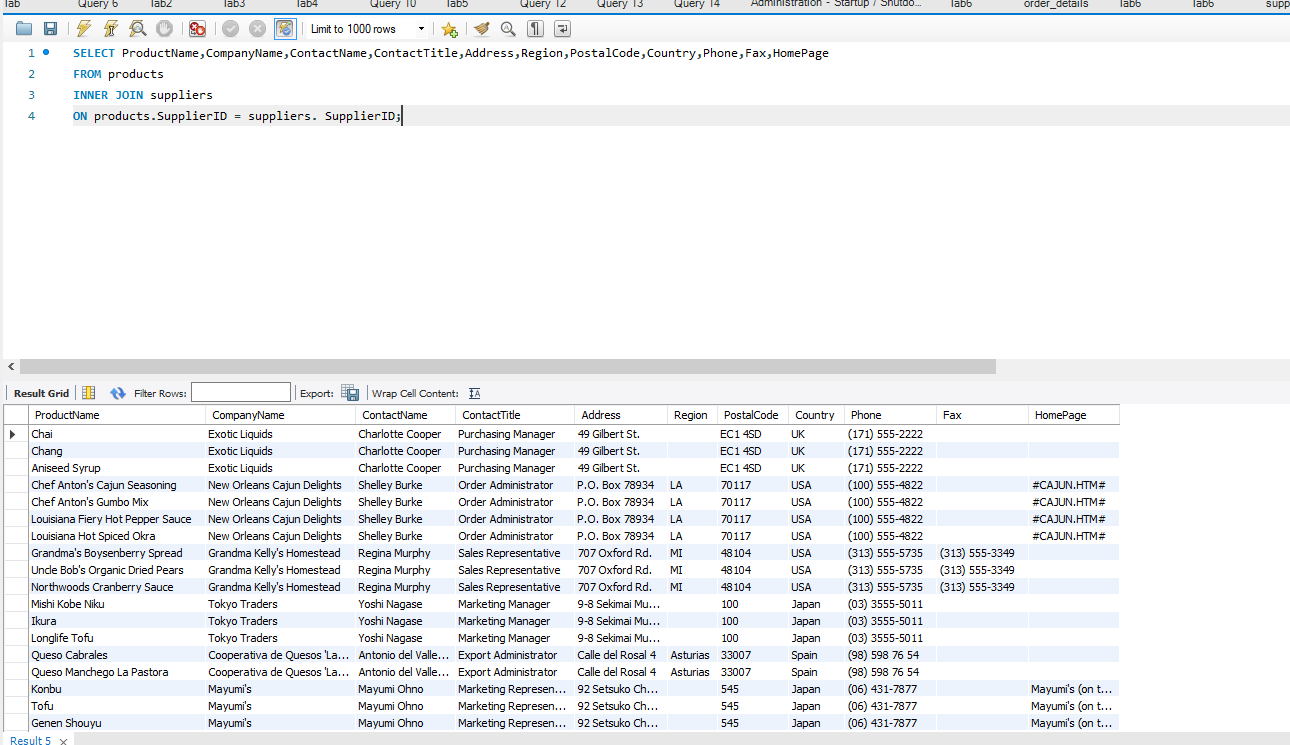 Tab Query 6 Tab2 Tab3 Tab4 Query 10 Tab5 Query 12 Query 13 Query 14 Administration - Startup / Shutdo... Tab6 order_details Tab6 Tab6 supp
Limit to 1000 rows
1 SELECT ProductName,CompanyName,ContactName,ContactTitle,Address,Region,PostalCode,Country,Phone,Fax,HomePage
2 FROM products
3 INNER JOIN suppliers
4 ON products.SupplierID = suppliers. SupplierID;
Result Grid Filter Rows: Export: Wrap Cell Content:
ProductName CompanyName ContactName ContactTitle Address Region PostalCode Country Phone Fax HomePage
Chai Exotic Liquids Charlotte Cooper Purchasing Manager 49 Gilbert St. EC1 4SD UK (171) 555-2222
Chang Exotic Liquids Charlotte Cooper Purchasing Manager 49 Gilbert St. EC1 4SD UK (171) 555-2222
Aniseed Syrup Exotic Liquids Charlotte Cooper Purchasing Manager 49 Gilbert St. EC1 4SD UK (171) 555-2222
Chef Anton's Cajun Seasoning New Orleans Cajun Delights Shelley Burke Order Administrator P.O. Box 78934 LA 70117 USA (100) 555-4822 #CAJUN.HTM#
Chef Anton's Gumbo Mix New Orleans Cajun Delights Shelley Burke Order Administrator P.O. Box 78934 LA 70117 USA (100) 555-4822 #CAJUN.HTM#
Louisiana Fiery Hot Pepper Sauce New Orleans Cajun Delights Shelley Burke Order Administrator P.O. Box 78934 LA 70117 USA (100) 555-4822 #CAJUN.HTM#
Louisiana Hot Spiced Okra New Orleans Cajun Delights Shelley Burke Order Administrator P.O. Box 78934 LA 70117 USA (100) 555-4822 #CAJUN.HTM#
Grandma's Boysenberry Spread Grandma Kelly's Homestead Regina Murphy Sales Representative 707 Oxford Rd. MI 48104 USA (313) 555-5735 (313) 555-3349
Uncle Bob's Organic Dried Pears Grandma Kelly's Homestead Regina Murphy Sales Representative 707 Oxford Rd. MI 48104 USA (313) 555-5735 (313) 555-3349
Northwoods Cranberry Sauce Grandma Kelly's Homestead Regina Murphy Sales Representative 707 Oxford Rd. MI 48104 USA (313) 555-5735 (313) 555-3349
Mishi Kobe Niku Tokyo Traders Yoshi Nagase Marketing Manager 9-8 Sekimai Mu... 100 Japan (03) 3555-5011
Ikura Tokyo Traders Yoshi Nagase Marketing Manager 9-8 Sekimai Mu... 100 Japan (03) 3555-5011
Longlife Tofu Tokyo Traders Yoshi Nagase Marketing Manager 9-8 Sekimai Mu... 100 Japan (03) 3555-5011
Queso Cabrales Cooperativa de Quesos 'La... Antonio del Valle... Export Administrator Calle del Rosal 4 Asturias 33007 Spain (98) 598 76 54
Queso Manchego La Pastora Cooperativa de Quesos 'La... Antonio del Valle... Export Administrator Calle del Rosal 4 Asturias 33007 Spain (98) 598 76 54
Konbu Mayumi's Mayumi Ohno Marketing Represen... 92 Setsuko Ch... 545 Japan (06) 431-7877 Mayumi's (on t...
Tofu Mayumi's Mayumi Ohno Marketing Represen... 92 Setsuko Ch... 545 Japan (06) 431-7877 Mayumi's (on t...
Genen Shouyu Mayumi's Mayumi Ohno Marketing Represen... 92 Setsuko Ch... 545 Japan (06) 431-7877 Mayumi's (on t...
Result 5